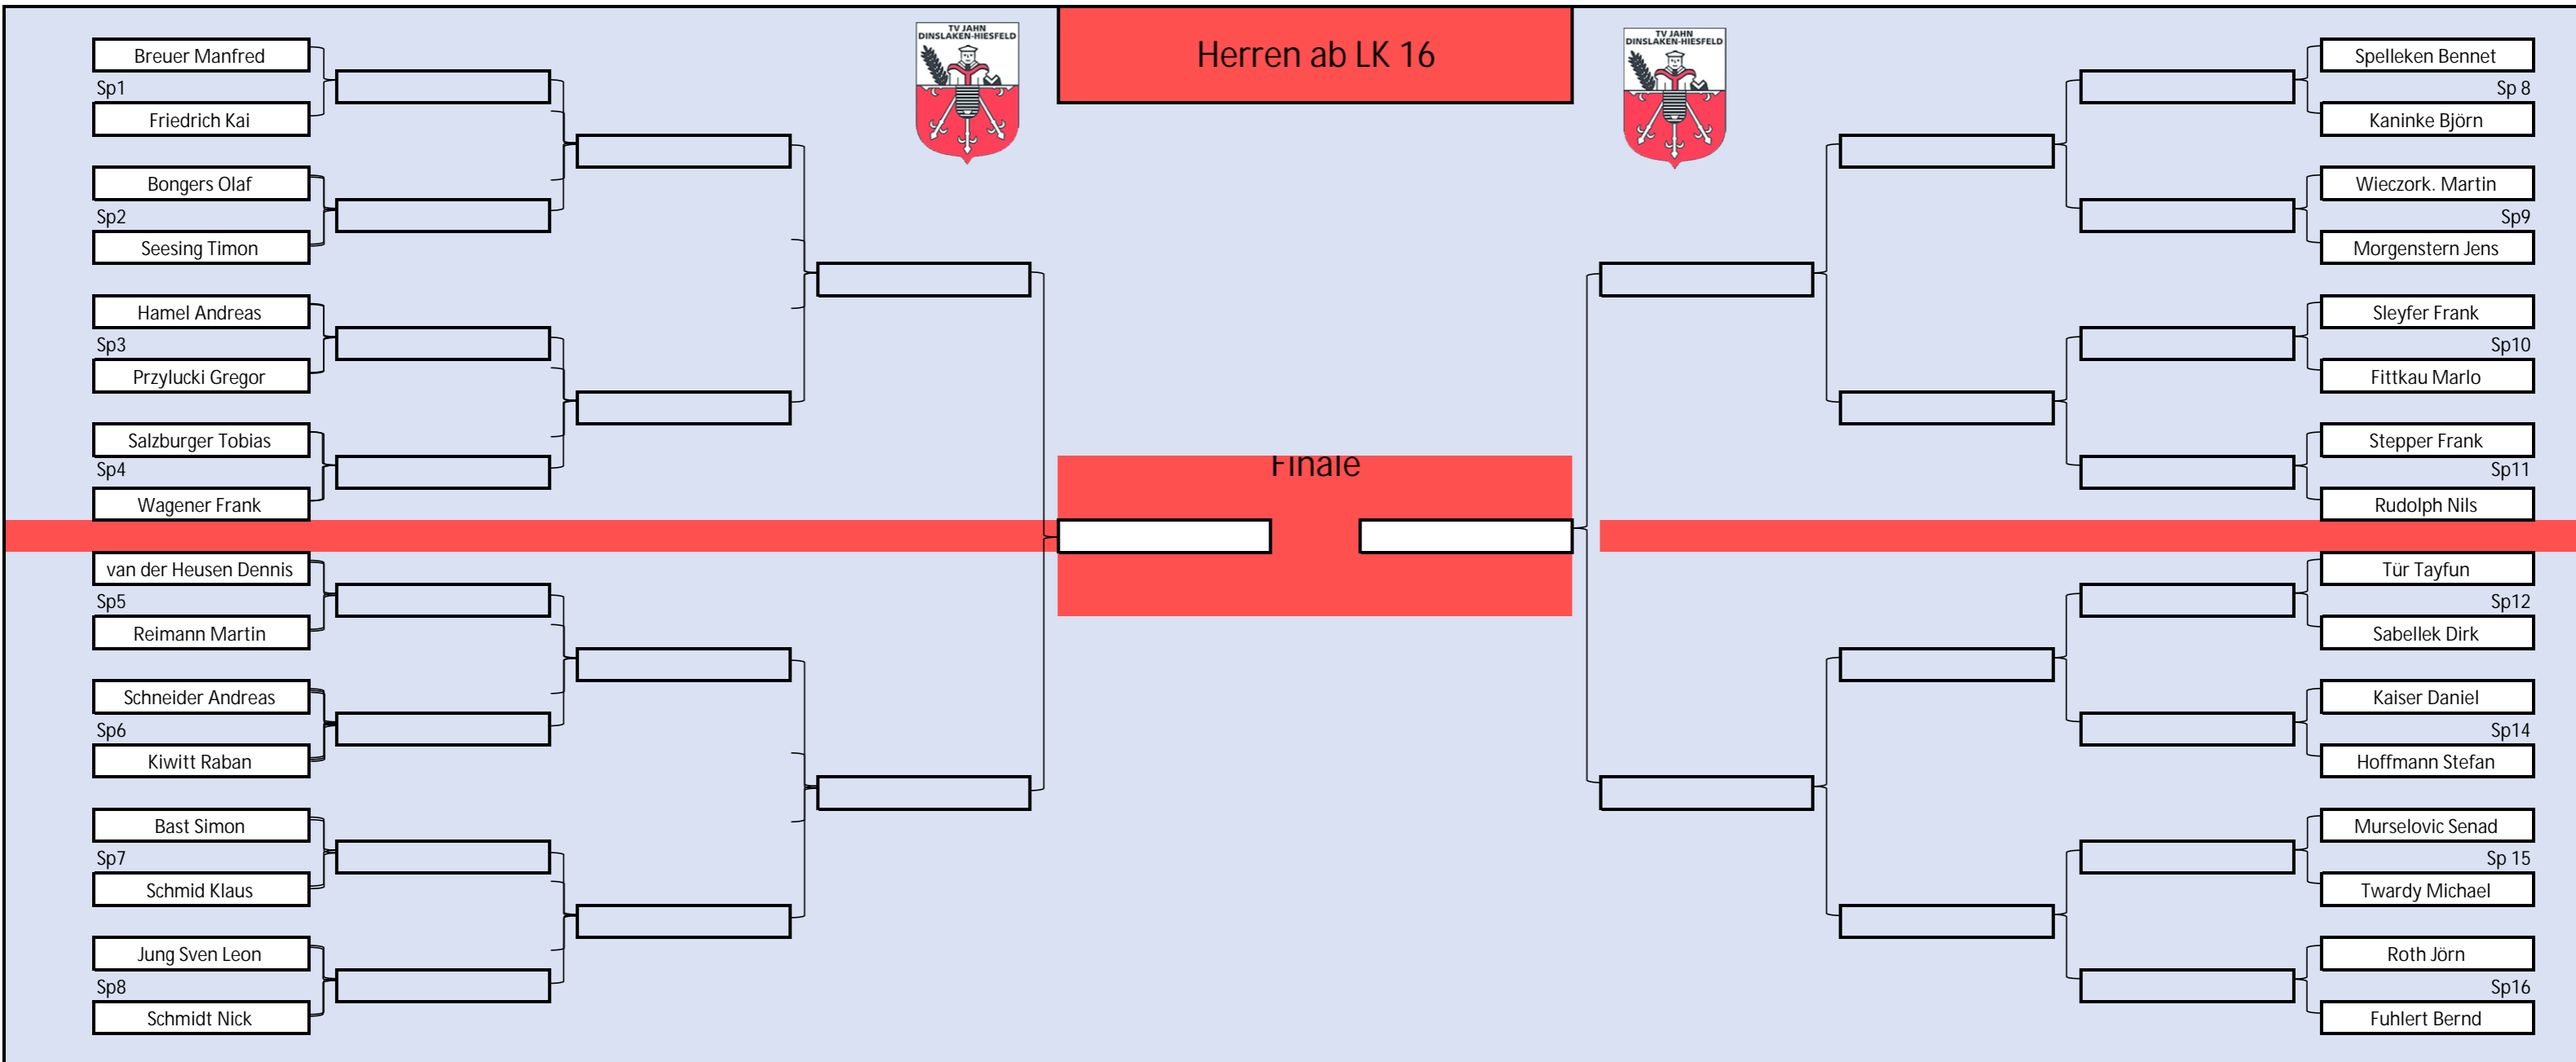 Herren ab LK 16
TV JAHN
DINSLAKEN-HIESFELD
TV JAHN
DINSLAKEN-HIESFELD
Breuer Manfred
Sp1
Friedrich Kai
Bongers Olaf
Sp2
Seesing Timon
Hamel Andreas
Sp3
Przylucki Gregor
Salzburger Tobias
Sp4
Wagener Frank
van der Heusen Dennis
Sp5
Reimann Martin
Schneider Andreas
Sp6
Kiwitt Raban
Bast Simon
Sp7
Schmid Klaus
Jung Sven Leon
Sp8
Schmidt Nick
Finale
Spelleken Bennet
Sp 8
Kaninke Björn
Wieczork. Martin
Sp9
Morgenstern Jens
Sleyfer Frank
Sp10
Fittkau Marlo
Stepper Frank
Sp11
Rudolph Nils
Tür Tayfun
Sp12
Sabellek Dirk
Kaiser Daniel
Sp14
Hoffmann Stefan
Murselovic Senad
Sp 15
Twardy Michael
Roth Jörn
Sp16
Fuhlert Bernd